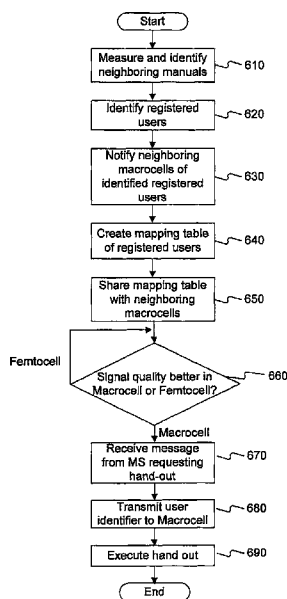 Start
Measure and identify
neighboring manuals
610
Identify registered
users
620
Notify neighboring
macrocells of
identified registered
users
630
Create mapping table
of registered users
640
Share mapping table
with neighboring
macrocells
650
Femtocell
Signal quality better in
Macrocell or Femtocell?
660
Macrocell
Receive message
from MS requesting
hand-out
670
Transmit user
identifier to Macrocell
680
Execute hand out
690
End